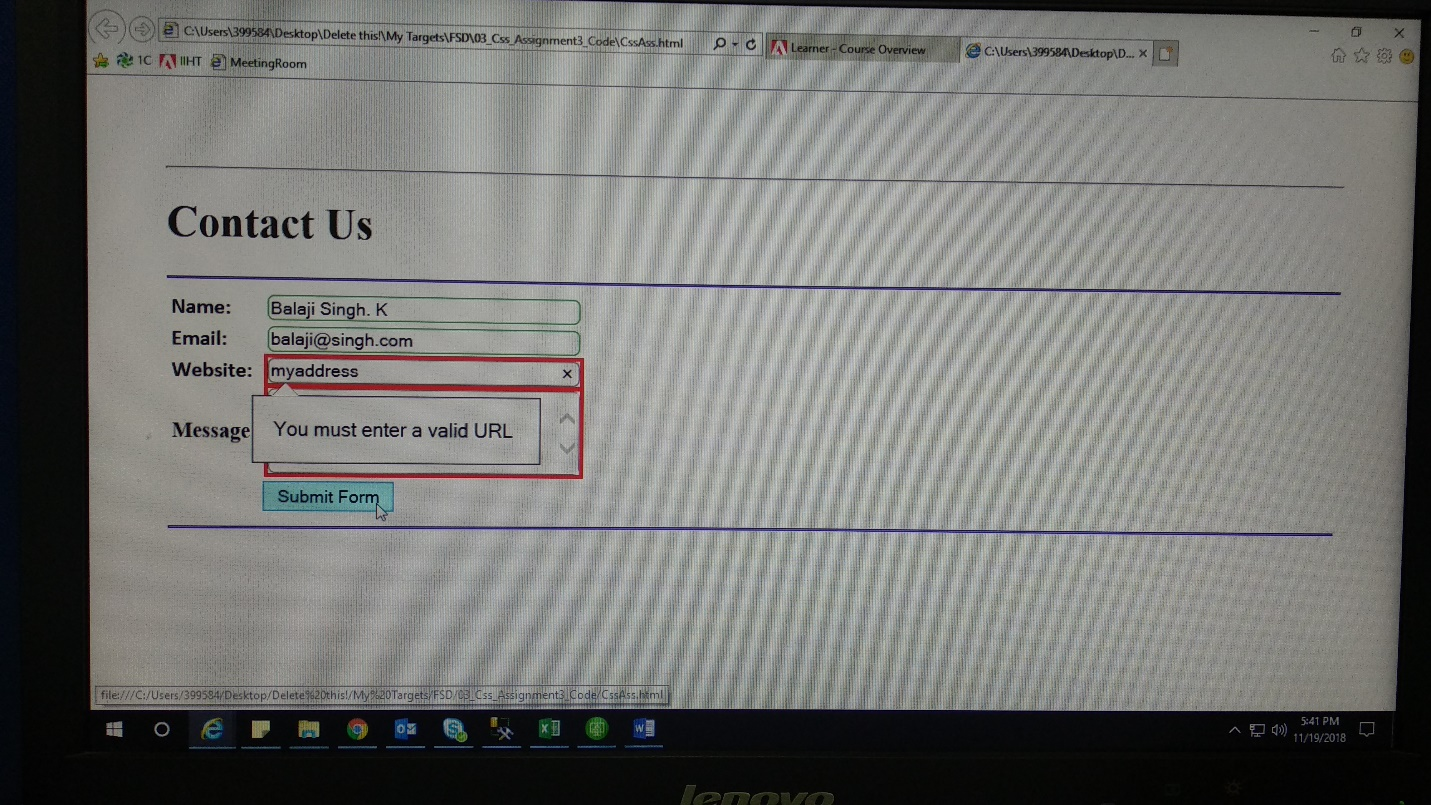 C:\Users\399584\Desktop\Delete this!\My Targets\FSD\03_Css_Assignment3_Code\CssAss.html
Learner - Course Overview
C:\Users\399584\Desktop\D...
1C IIHT MeetingRoom
Contact Us
Name: Balaji Singh. K
Email: balaji@singh.com
Website: myaddress
Message
You must enter a valid URL
Submit Form
file:///C:/Users/399584/Desktop/Delete%20this!/My%20Targets/FSD/03_Css_Assignment3_Code/CssAss.html
5:41 PM
11/19/2018
lenovo